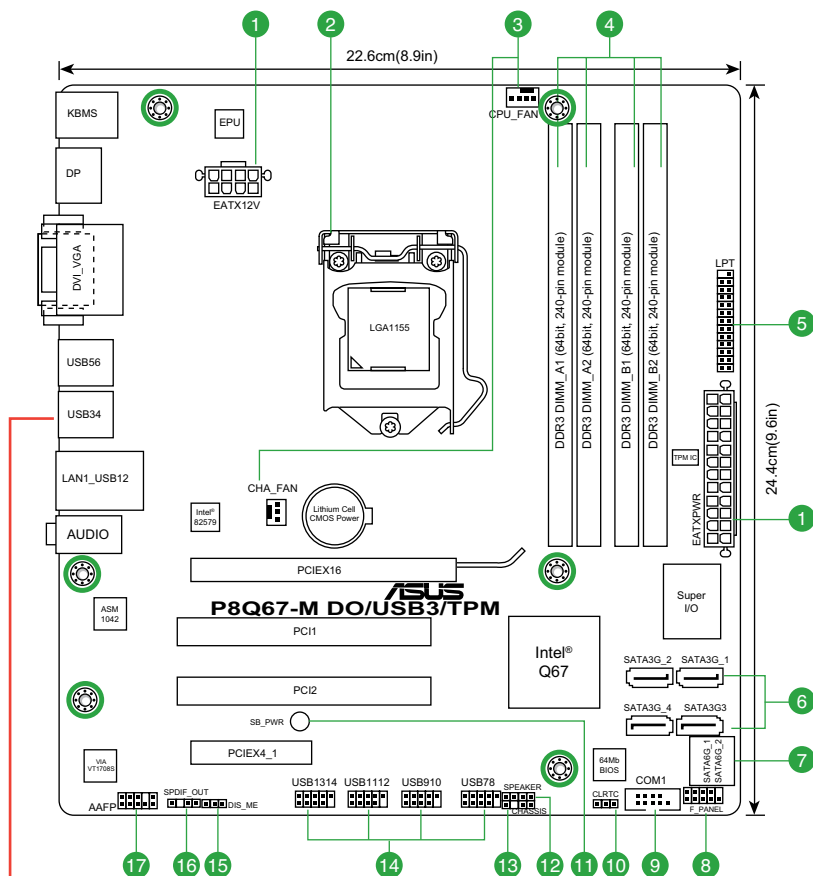 1
2
3
4
22.6cm(8.9in)
KBMS
EPU
CPU_FAN
DP
EATX12V
DVI_VGA
LGA1155
DDR3 DIMM_A1 (64bit, 240-pin module)
DDR3 DIMM_A2 (64bit, 240-pin module)
DDR3 DIMM_B1 (64bit, 240-pin module)
DDR3 DIMM_B2 (64bit, 240-pin module)
LPT
5
USB56
USB34
24.4cm(9.6in)
TPM IC
LAN1_USB12
CHA_FAN
Lithium Cell
CMOS Power
Intel®
82579
EATXPWR
1
AUDIO
PCIEX16
ASUS
P8Q67-M DO/USB3/TPM
ASM
1042
PCI1
Super
I/O
Intel®
Q67
SATA3G_2
SATA3G_1
PCI2
6
SB_PWR
SATA3G_4
SATA3G3
PCIEX4_1
VIA
VT1708S
64Mb
BIOS
SATA6G_1
SATA6G_2
7
USB1314
USB1112
USB910
USB78
SPEAKER
COM1
SPDIF_OUT
CLRTC
AAFP
DIS_ME
CHASSIS
F_PANEL
17
16
15
14
13
12
11
10
9
8